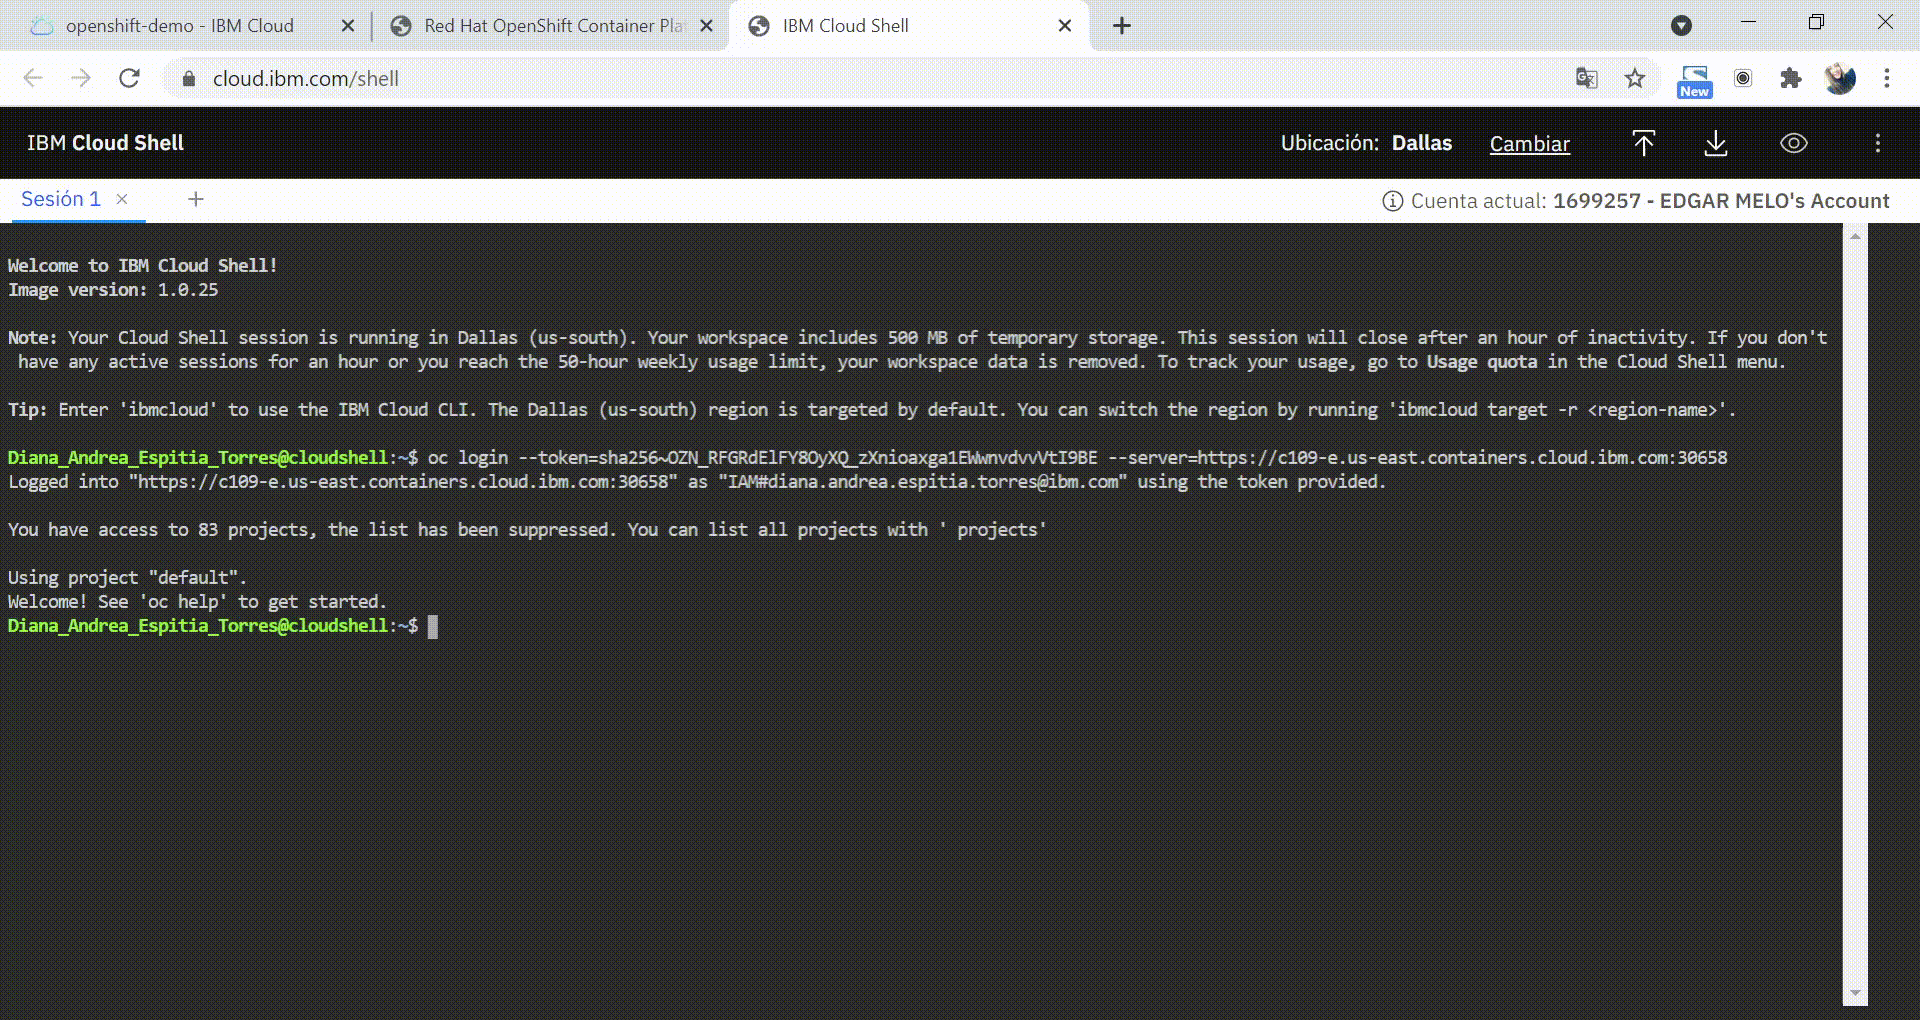 openshift-demo - IBM Cloud
Red Hat OpenShift Container Pla
IBM Cloud Shell
cloud.ibm.com/shell
New
IBM Cloud Shell
Ubicación: Dallas Cambiar
Sesión 1
Cuenta actual: 1699257 - EDGAR MELO's Account
Welcome to IBM Cloud Shell!
Image version: 1.0.25
Note: Your Cloud Shell session is running in Dallas (us-south). Your workspace includes 500 MB of temporary storage. This session will close after an hour of inactivity. If you don't
have any active sessions for an hour or you reach the 50-hour weekly usage limit, your workspace data is removed. To track your usage, go to Usage quota in the Cloud Shell menu.
Tip: Enter 'ibmcloud' to use the IBM Cloud CLI. The Dallas (us-south) region is targeted by default. You can switch the region by running 'ibmcloud target -r <region-name>'.
Diana_Andrea_Espitia_Torres@cloudshell:~$ oc login --token=sha256~OZN_RFGRdElFY8OyXQ_zXnioaxga1EWwnvdvvVtI9BE --server=https://c109-e.us-east.containers.cloud.ibm.com:30658
Logged into "https://c109-e.us-east.containers.cloud.ibm.com:30658" as "IAM#diana.andrea.espitia.torres@ibm.com" using the token provided.
You have access to 83 projects, the list has been suppressed. You can list all projects with ' projects'
Using project "default".
Welcome! See 'oc help' to get started.
Diana_Andrea_Espitia_Torres@cloudshell:~$